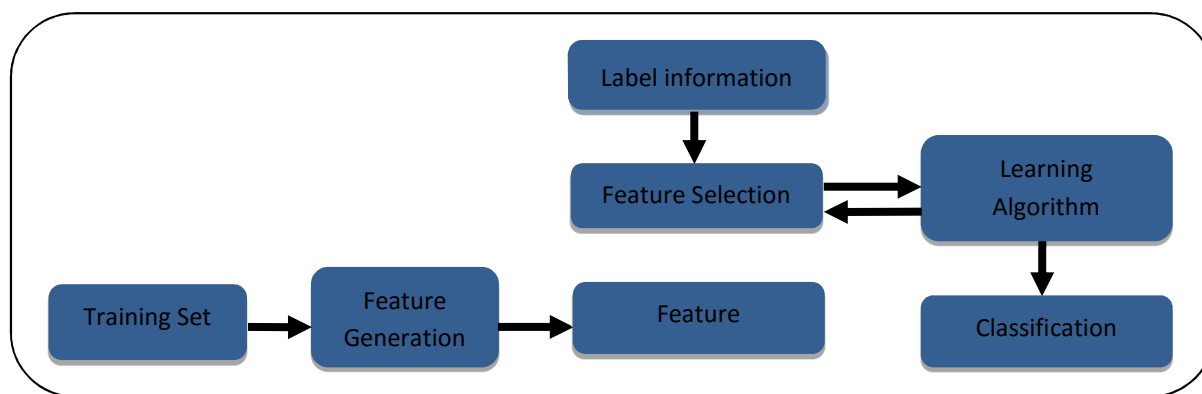 Label information
Feature Selection
Learning
Algorithm
Training Set
Feature
Generation
Feature
Classification